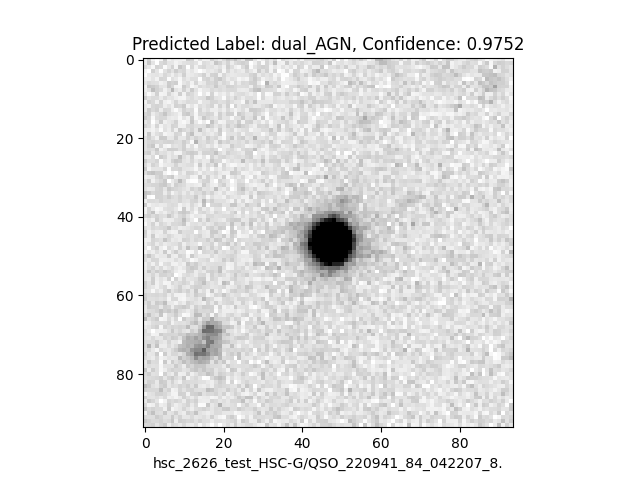 Predicted Label: dual_AGN, Confidence: 0.9752
0
20
40
60
80
0 20 40 60 80
hsc_2626_test_HSC-G/QSO_220941_84_042207_8.